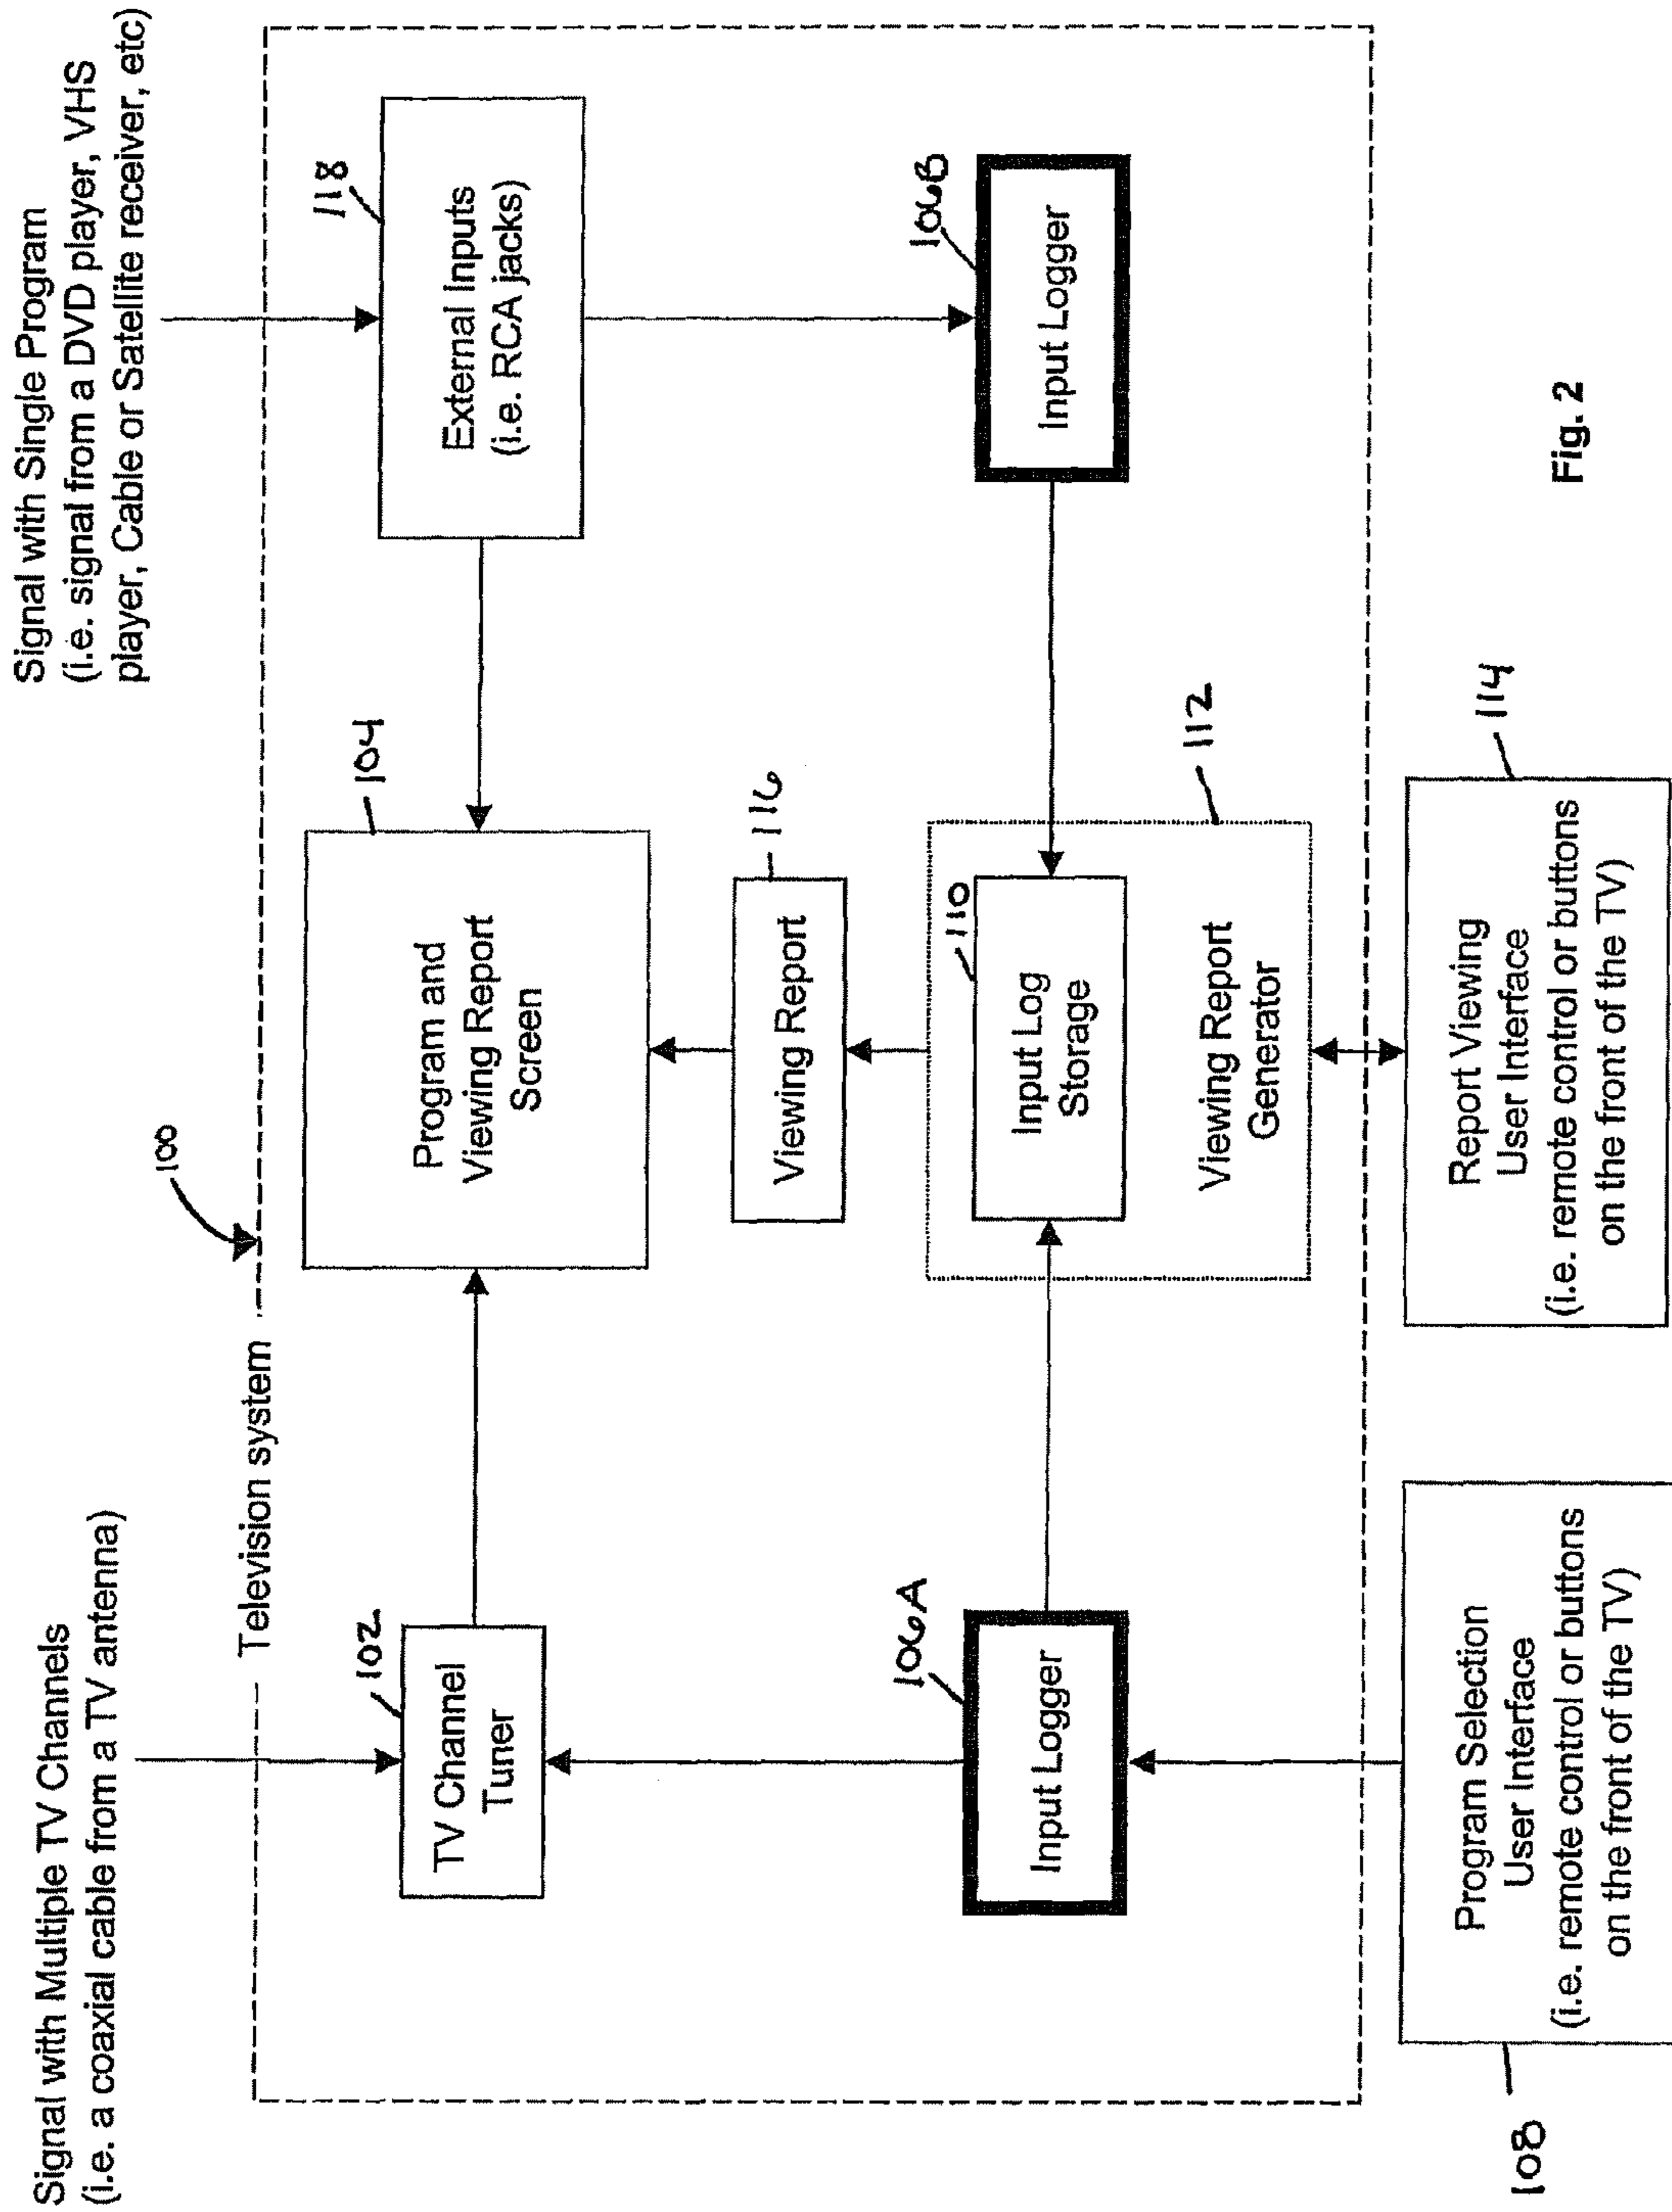 Signal with Multiple TV Channels
(i.e. a coaxial cable from a TV antenna)
Signal with Single Program
(i.e. signal from a DVD player, VHS
player, Cable or Satellite receiver, etc)
Television system
100
102
TV Channel
Tuner
104
Program and
Viewing Report
Screen
118
External Inputs
(i.e. RCA jacks)
116
Viewing Report
106A
Input Logger
110
Input Log
Storage
Viewing Report
Generator
112
106B
Input Logger
108
Program Selection
User Interface
(i.e. remote control or buttons
on the front of the TV)
114
Report Viewing
User Interface
(i.e. remote control or buttons
on the front of the TV)
Fig. 2